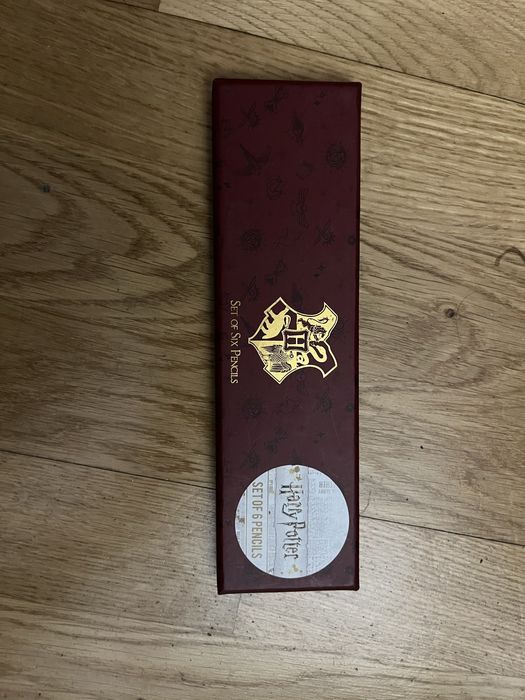 H
SET OF SIX PENCILS
Harry Potter
SET OF 6 PENCILS